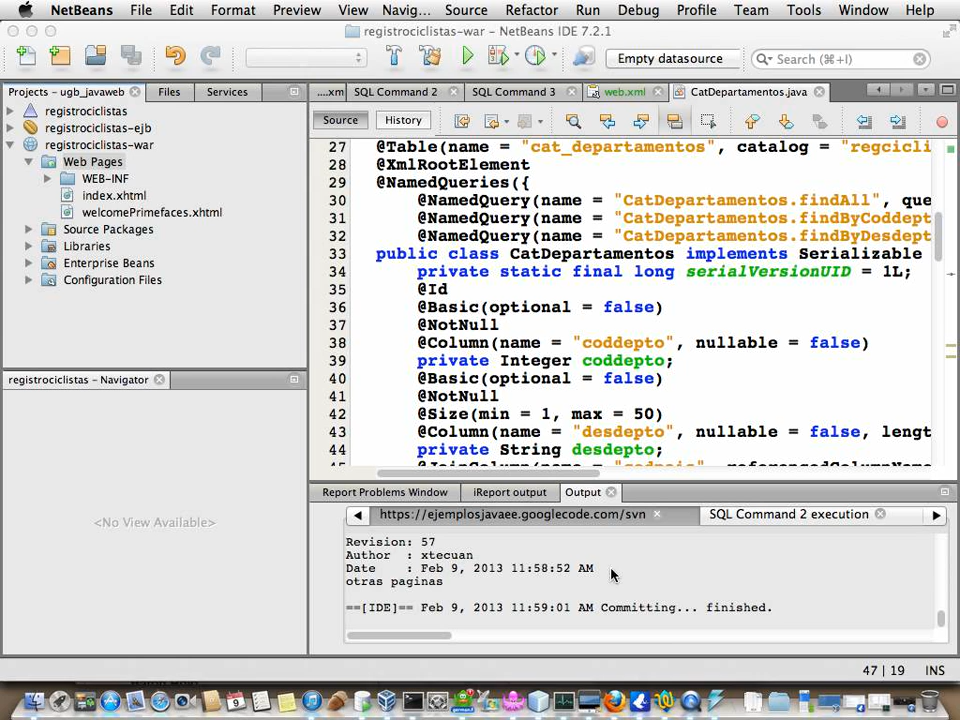 NetBeans File Edit Format Preview View Navig... Source Refactor Run Debug Profile Team Tools Window Help
registrociclistas-war – NetBeans IDE 7.2.1
Empty datasource
Search (⌘+I)
Projects – ugb_javaweb Files Services
....xm SQL Command 2 SQL Command 3 web.xml CatDepartamentos.java
registrociclistas
registrociclistas-ejb
registrociclistas-war
Web Pages
WEB-INF
index.xhtml
welcomePrimefaces.xhtml
Source Packages
Libraries
Enterprise Beans
Configuration Files
registrociclistas – Navigator
<No View Available>
Source History
27 @Table(name = "cat_departamentos", catalog = "regcicli
28 @XmlRootElement
29 @NamedQueries({
30 @NamedQuery(name = "CatDepartamentos.findAll", que
31 @NamedQuery(name = "CatDepartamentos.findByCoddept
32 @NamedQuery(name = "CatDepartamentos.findByDesdept
33 public class CatDepartamentos implements Serializable
34 private static final long serialVersionUID = 1L;
35 @Id
36 @Basic(optional = false)
37 @NotNull
38 @Column(name = "coddepto", nullable = false)
39 private Integer coddepto;
40 @Basic(optional = false)
41 @NotNull
42 @Size(min = 1, max = 50)
43 @Column(name = "desdepto", nullable = false, lengt
44 private String desdepto;
Report Problems Window iReport output Output
https://ejemplosjavaee.googlecode.com/svn SQL Command 2 execution
Revision: 57
Author : xtecuan
Date : Feb 9, 2013 11:58:52 AM
otras paginas
==[IDE]== Feb 9, 2013 11:59:01 AM Committing... finished.
47 | 19 INS